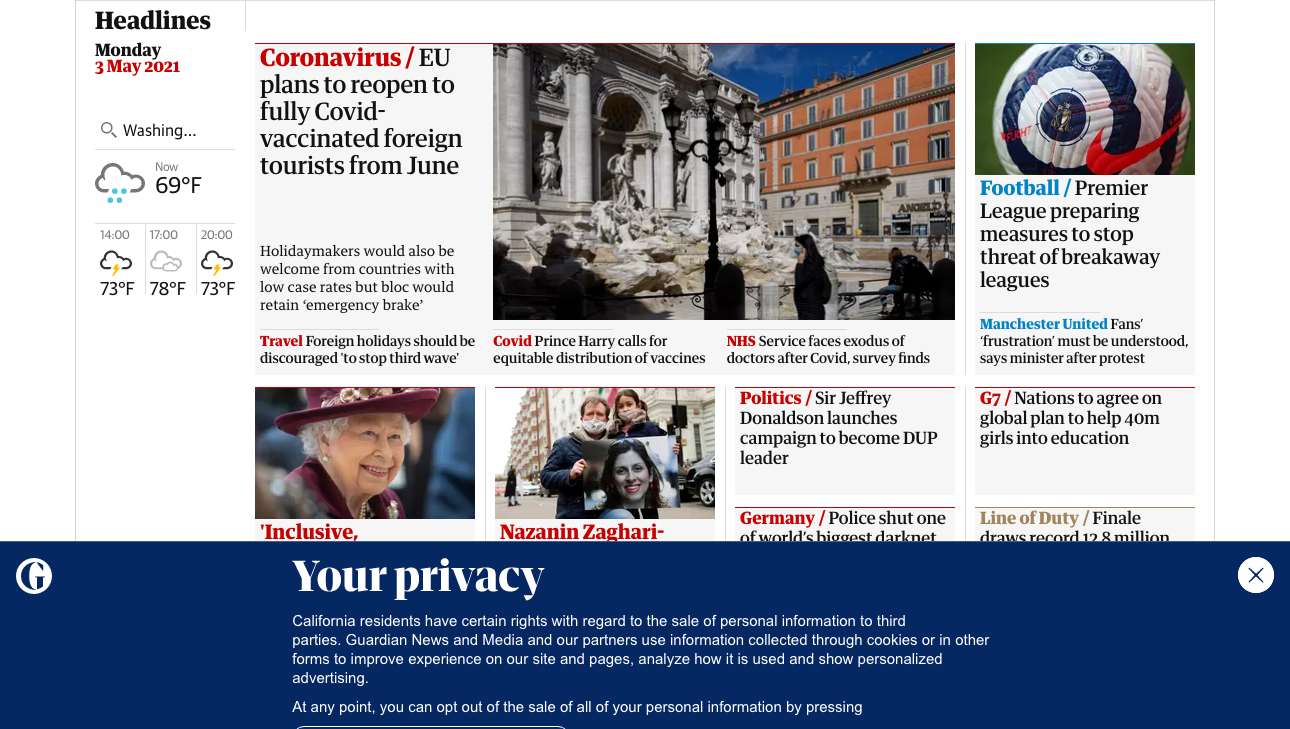 Headlines
Monday
3 May 2021
Washing...
Now
69°F
14:00
17:00
20:00
73°F
78°F
73°F
Coronavirus / EU
plans to reopen to
fully Covid-
vaccinated foreign
tourists from June
Holidaymakers would also be
welcome from countries with
low case rates but bloc would
retain ‘emergency brake’
Travel Foreign holidays should be
discouraged 'to stop third wave'
Covid Prince Harry calls for
equitable distribution of vaccines
NHS Service faces exodus of
doctors after Covid, survey finds
ANGELO
FLIGHT
Football / Premier
League preparing
measures to stop
threat of breakaway
leagues
Manchester United Fans’
‘frustration’ must be understood,
says minister after protest
'Inclusive,
Nazanin Zaghari-
Politics / Sir Jeffrey
Donaldson launches
campaign to become DUP
leader
Germany / Police shut one
of world’s biggest darknet
G7 / Nations to agree on
global plan to help 40m
girls into education
Line of Duty / Finale
draws record 12.8 million
G
Your privacy
California residents have certain rights with regard to the sale of personal information to third
parties. Guardian News and Media and our partners use information collected through cookies or in other
forms to improve experience on our site and pages, analyze how it is used and show personalized
advertising.
At any point, you can opt out of the sale of all of your personal information by pressing